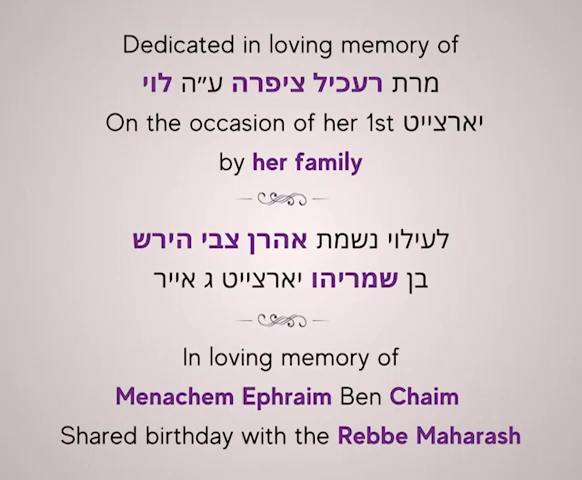 Dedicated in loving memory of
מרת רעכיל ציפרה ע״ה לוי
On the occasion of her 1st יארצייט
by her family
לעילוי נשמת אהרן צבי הירש
בן שמריהו יארצייט ג אייר
In loving memory of
Menachem Ephraim Ben Chaim
Shared birthday with the Rebbe Maharash